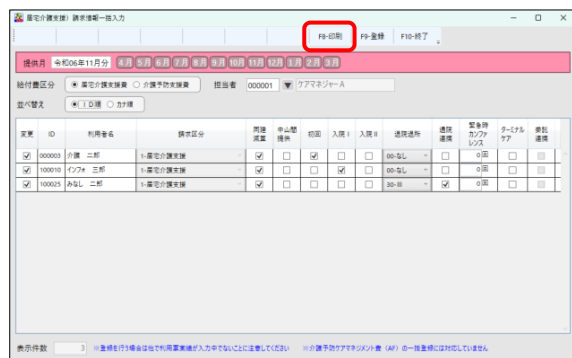 居宅介護支援) 請求情報一括入力
F8-印刷 F9-登録 F10-終了
提供月 令和06年11月分 4月 5月 6月 7月 8月 9月 10月 11月 12月 1月 2月 3月
給付費区分 居宅介護支援費 介護予防支援費 担当者 000001 ケアマネジャーA
並べ替え ID順 カナ順
変更 ID 利用者名 請求区分 同建減算 中山間提供 初回 入院Ⅰ 入院Ⅱ 退院退所 通院連携 緊急時カンファレンス ターミナルケア 委託連携
000003 介護 二郎 1-居宅介護支援 00-なし 0 回
100010 インフォ 三郎 1-居宅介護支援 00-なし 0 回
100025 みなし 二郎 1-居宅介護支援 30-Ⅲ 0 回
表示件数 3 ※登録を行う場合は他で利用票実績が入力中でないことに注意してください ※介護予防ケアマネジメント費(AF)の一括登録には対応していません